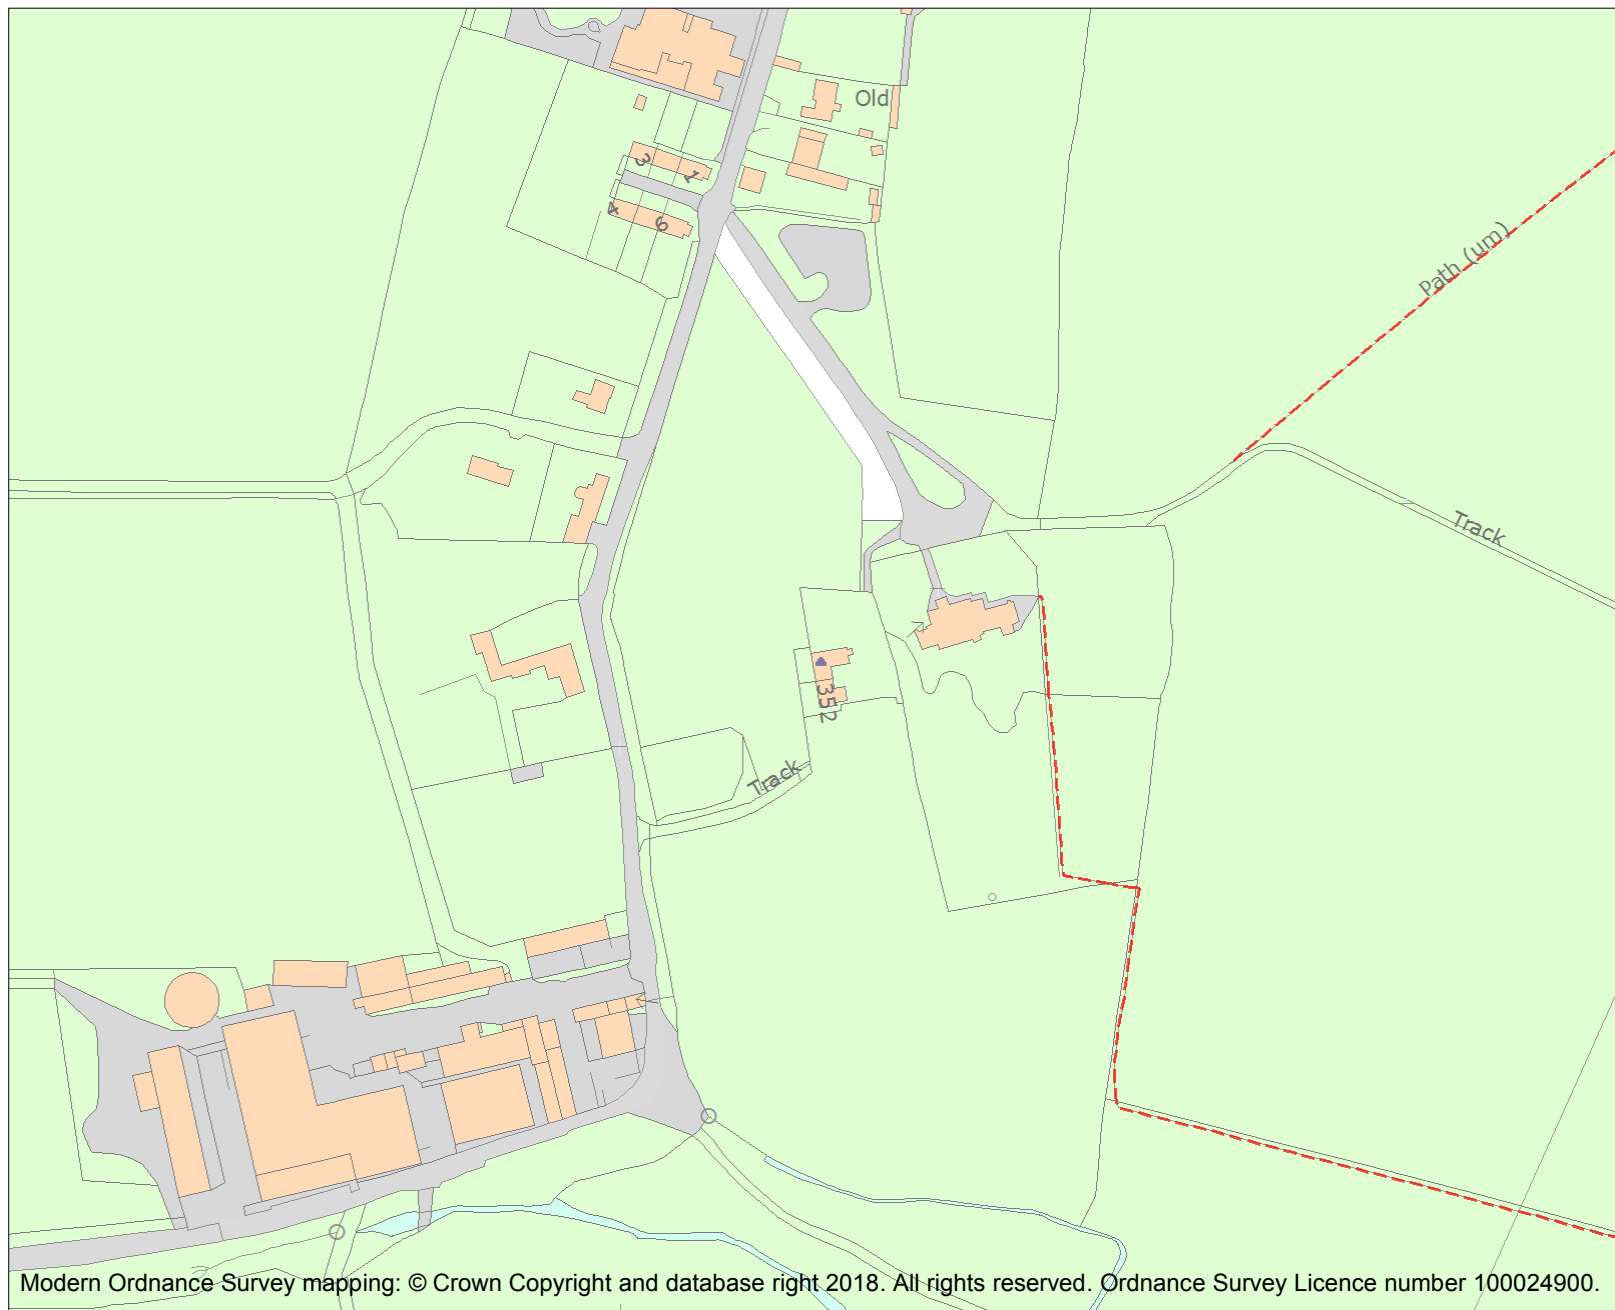 Old
3
1
4
6
Path (um)
Track
352
Track
Modern Ordnance Survey mapping: © Crown Copyright and database right 2018. All rights reserved. Ordnance Survey Licence number 100024900.